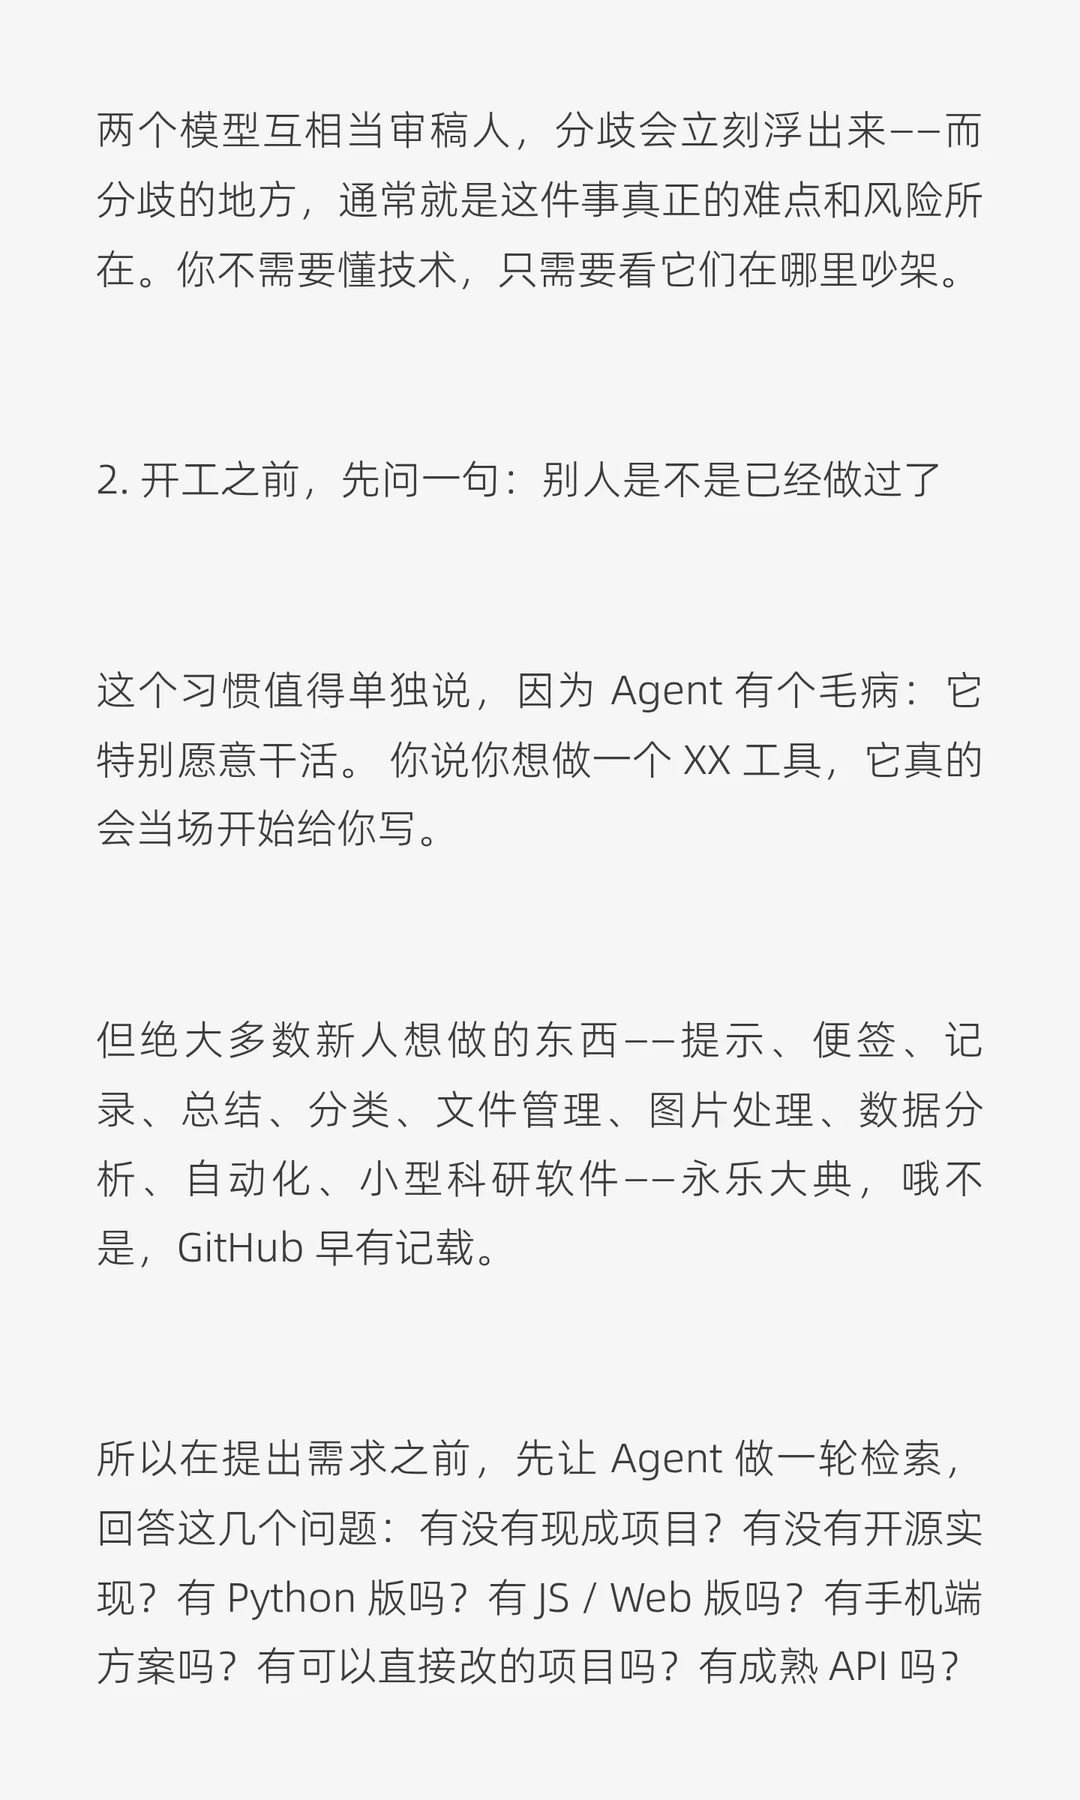 两个模型互相当审稿人，分歧会立刻浮出来——而
分歧的地方，通常就是这件事真正的难点和风险所
在。你不需要懂技术，只需要看它们在哪里吵架。
2. 开工之前，先问一句：别人是不是已经做过了
这个习惯值得单独说，因为 Agent 有个毛病：它
特别愿意干活。 你说你想做一个 XX 工具，它真的
会当场开始给你写。
但绝大多数新人想做的东西——提示、便签、记
录、总结、分类、文件管理、图片处理、数据分
析、自动化、小型科研软件——永乐大典，哦不
是，GitHub 早有记载。
所以在提出需求之前，先让 Agent 做一轮检索，
回答这几个问题：有没有现成项目？有没有开源实
现？有 Python 版吗？有 JS / Web 版吗？有手机端
方案吗？有可以直接改的项目吗？有成熟 API 吗？